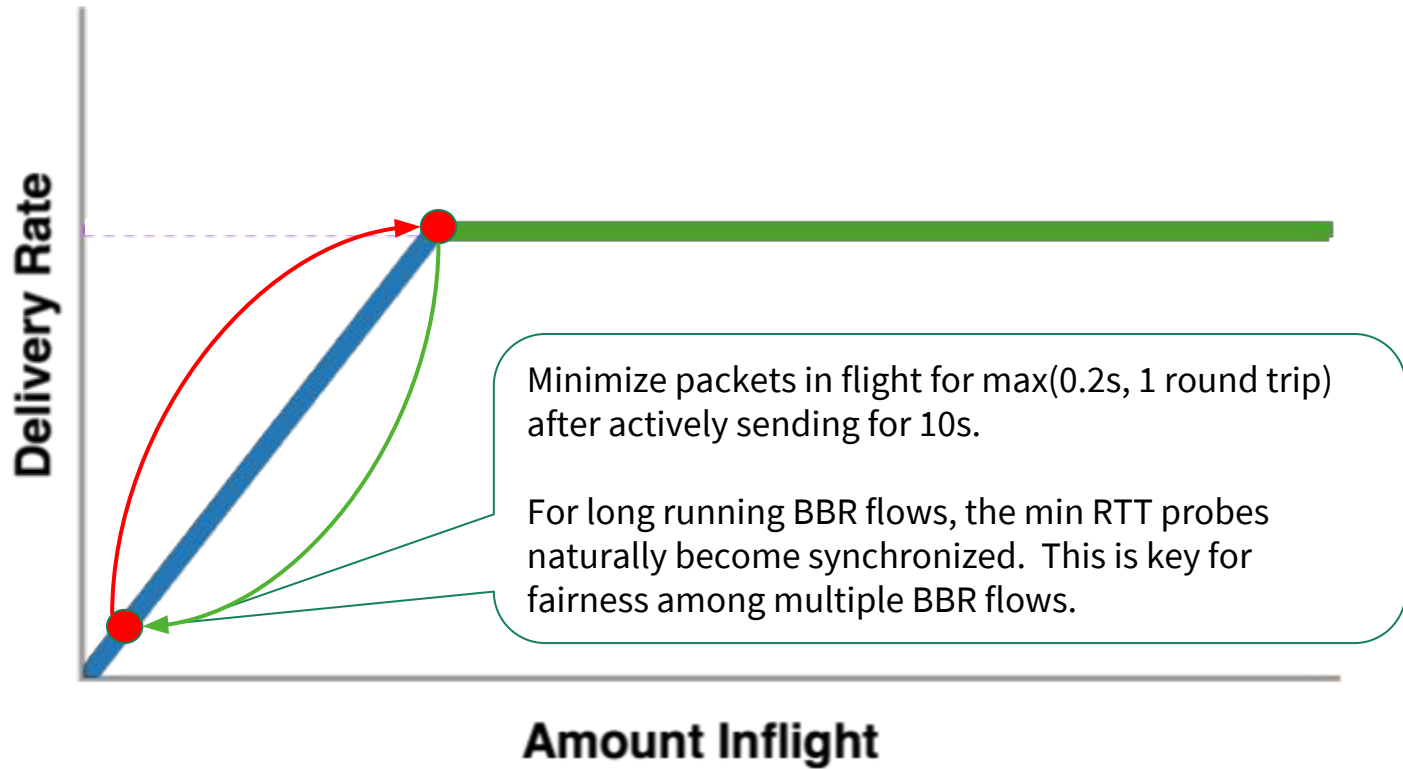 Delivery Rate
Minimize packets in flight for max(0.2s, 1 round trip)
after actively sending for 10s.
For long running BBR flows, the min RTT probes
naturally become synchronized.  This is key for
fairness among multiple BBR flows.
Amount Inflight